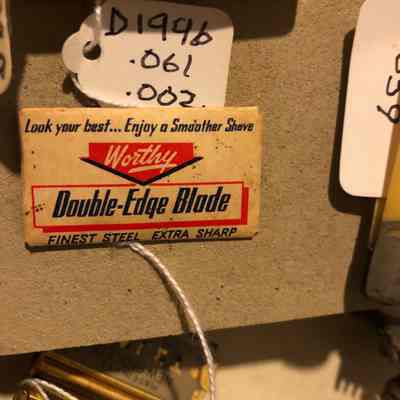 D1996
.061
.002.
Look your best... Enjoy a Smoother Shave
Worthy
Double-Edge Blade
FINEST STEEL EXTRA SHARP